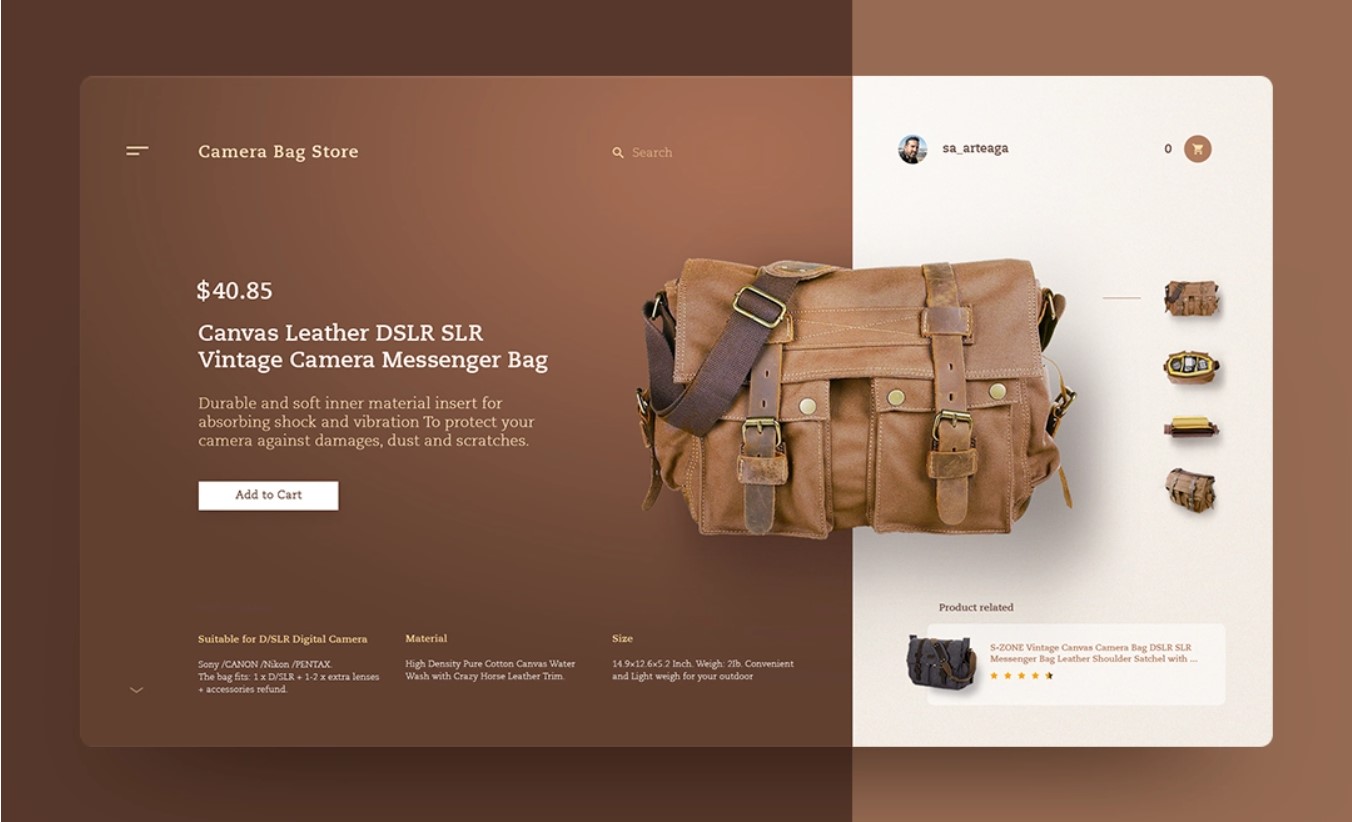 Camera Bag Store
Search
sa_arteaga
0
$40.85
Canvas Leather DSLR SLR
Vintage Camera Messenger Bag
Durable and soft inner material insert for
absorbing shock and vibration To protect your
camera against damages, dust and scratches.
Add to Cart
Suitable for D/SLR Digital Camera
Sony /CANON /Nikon /PENTAX.
The bag fits: 1 x D/SLR + 1-2 x extra lenses
+ accessories refund.
Material
High Density Pure Cotton Canvas Water
Wash with Crazy Horse Leather Trim.
Size
14.9×12.6×5.2 Inch. Weigh: 2lb. Convenient
and Light weigh for your outdoor
Product related
S-ZONE Vintage Canvas Camera Bag DSLR SLR
Messenger Bag Leather Shoulder Satchel with ...